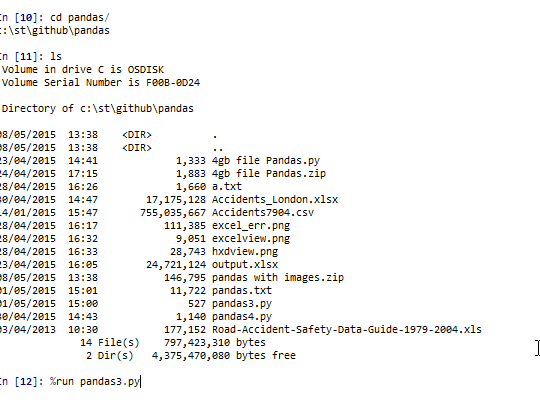 In [10]: cd pandas/
c:\st\github\pandas
In [11]: ls
Volume in drive C is OSDISK
Volume Serial Number is F00B-0D24
Directory of c:\st\github\pandas
08/05/2015 13:38 <DIR> .
08/05/2015 13:38 <DIR> ..
23/04/2015 14:41 1,333 4gb file Pandas.py
24/04/2015 17:15 1,883 4gb file Pandas.zip
28/04/2015 16:26 1,660 a.txt
30/04/2015 14:47 17,175,128 Accidents_London.xlsx
14/01/2015 15:47 755,035,667 Accidents7904.csv
28/04/2015 16:17 111,385 excel_err.png
28/04/2015 16:32 9,051 excelview.png
28/04/2015 16:33 28,743 hxdview.png
23/04/2015 16:05 24,721,124 output.xlsx
08/05/2015 13:38 146,795 pandas with images.zip
01/05/2015 15:01 11,722 pandas.txt
01/05/2015 15:00 527 pandas3.py
30/04/2015 14:43 1,140 pandas4.py
03/04/2013 10:30 177,152 Road-Accident-Safety-Data-Guide-1979-2004.xls
14 File(s) 797,423,310 bytes
2 Dir(s) 4,375,470,080 bytes free
In [12]: %run pandas3.py